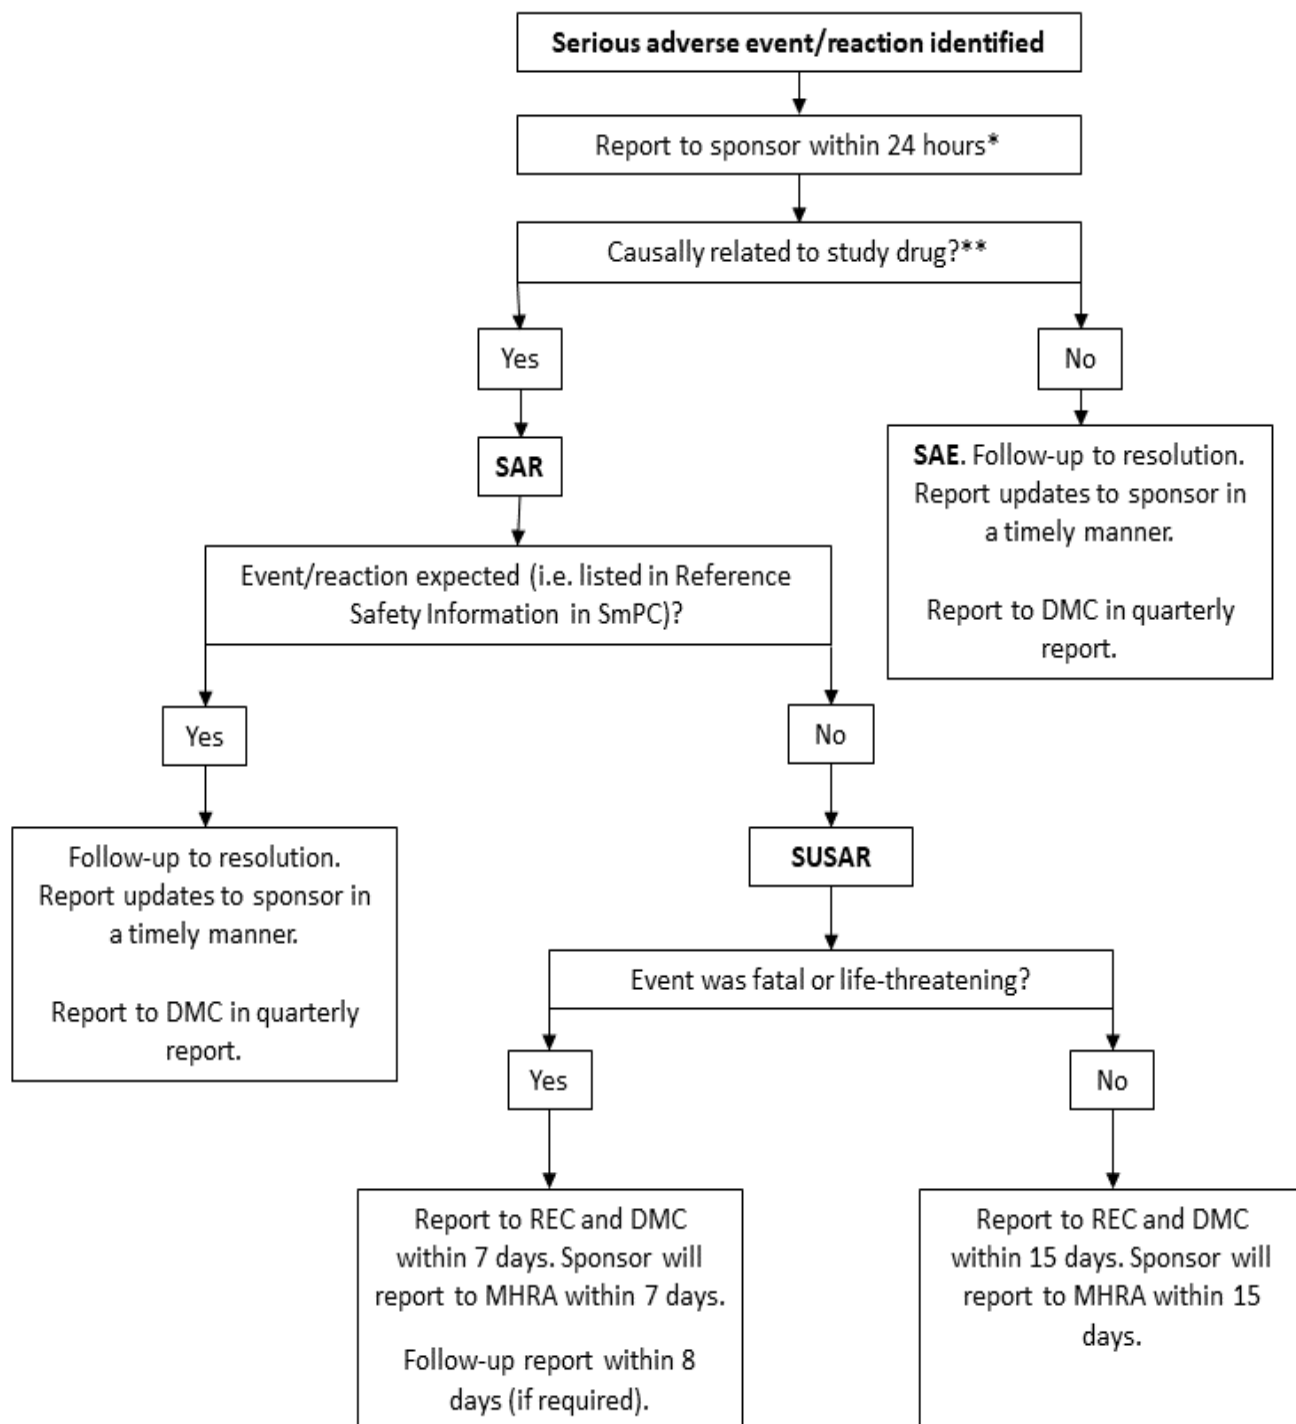 Serious adverse event/reaction identified
Report to sponsor within 24 hours*
Causally related to study drug?**
Yes
No
SAR
SAE. Follow-up to resolution.
Report updates to sponsor in
a timely manner.
Report to DMC in quarterly
report.
Event/reaction expected (i.e. listed in Reference
Safety Information in SmPC)?
Yes
No
Follow-up to resolution.
Report updates to sponsor in
a timely manner.
Report to DMC in quarterly
report.
SUSAR
Event was fatal or life-threatening?
Yes
No
Report to REC and DMC
within 7 days. Sponsor will
report to MHRA within 7 days.
Follow-up report within 8
days (if required).
Report to REC and DMC
within 15 days. Sponsor will
report to MHRA within 15
days.